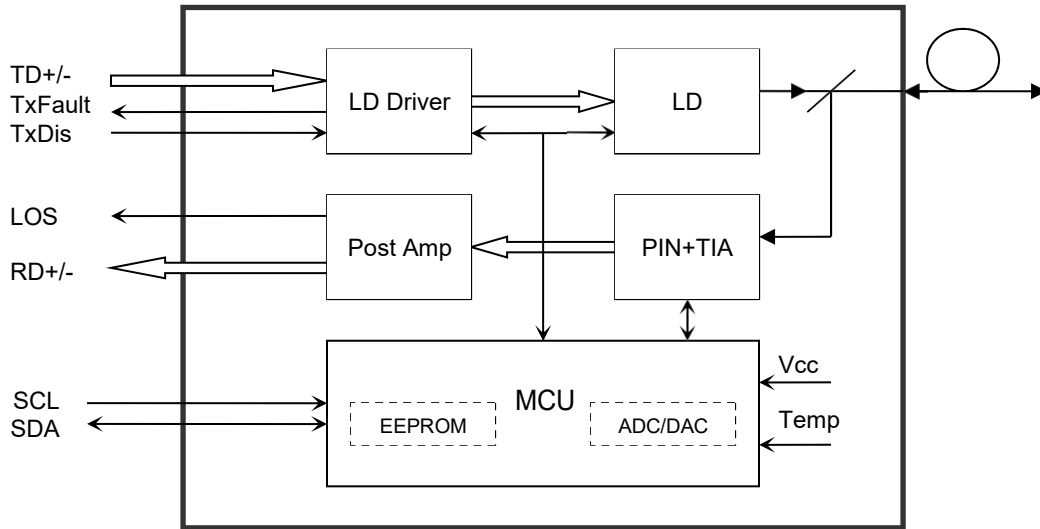 TD+/-
TxFault
TxDis
LD Driver
LD
LOS
RD+/-
Post Amp
PIN+TIA
SCL
SDA
MCU
EEPROM
ADC/DAC
Vcc
Temp